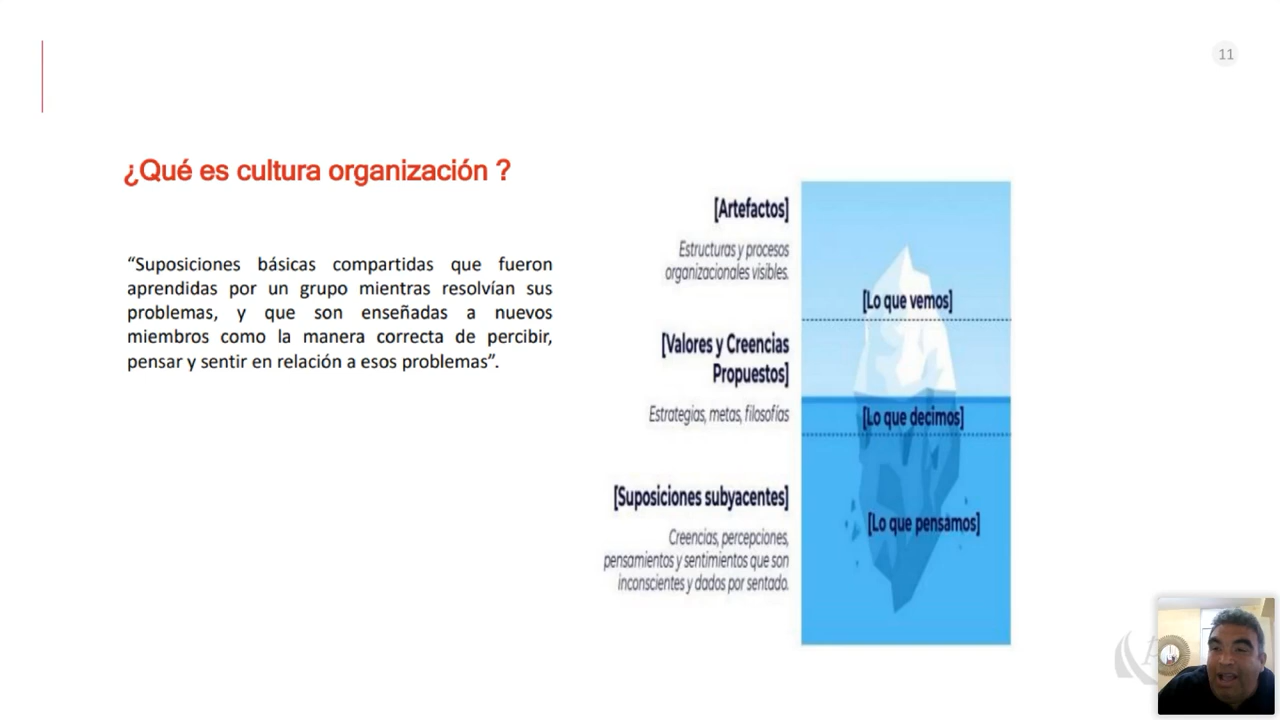 11
¿Qué es cultura organización ?
“Suposiciones básicas compartidas que fueron
aprendidas por un grupo mientras resolvían sus
problemas, y que son enseñadas a nuevos
miembros como la manera correcta de percibir,
pensar y sentir en relación a esos problemas”.
[Artefactos]
Estructuras y procesos
organizacionales visibles.
[Lo que vemos]
[Valores y Creencias
Propuestos]
Estrategias, metas, filosofías
[Lo que decimos]
[Suposiciones subyacentes]
Creencias, percepciones,
pensamientos y sentimientos que son
inconscientes y dados por sentado.
[Lo que pensamos]